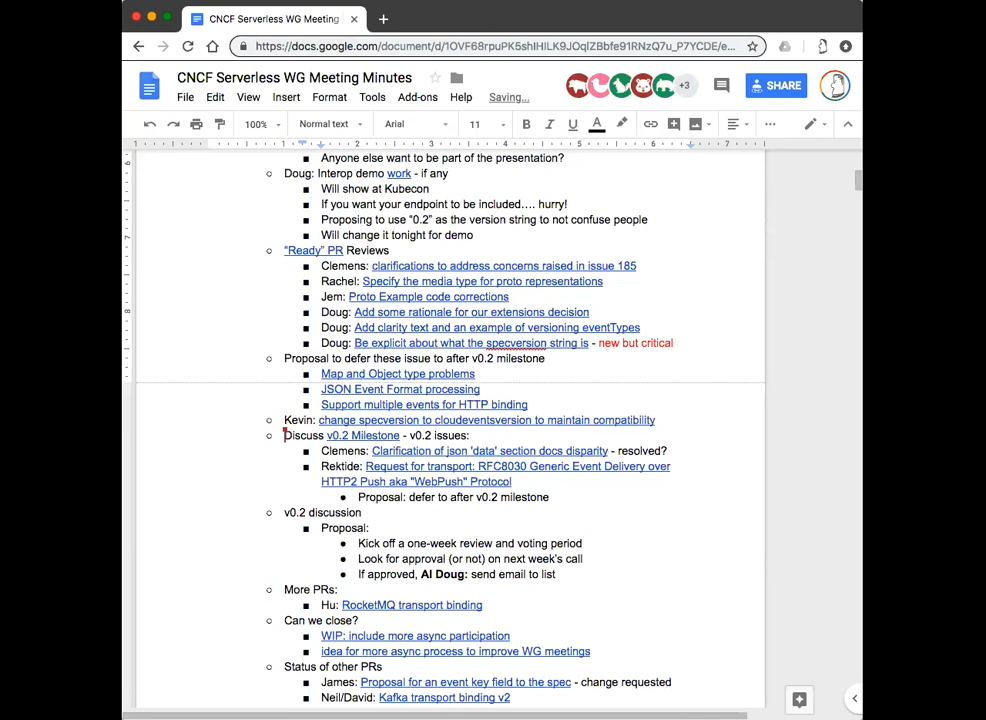 CNCF Serverless WG Meeting
https://docs.google.com/document/d/1OVF68rpuPK5shIHILK9JOqIZBbfe91RNzQ7u_P7YCDE/e...
CNCF Serverless WG Meeting Minutes
+3
SHARE
File Edit View Insert Format Tools Add-ons Help Saving...
100% Normal text Arial 11 B I U A
1 1 2 3 4 5 6 7
Anyone else want to be part of the presentation?
Doug: Interop demo work - if any
Will show at Kubecon
If you want your endpoint to be included…. hurry!
Proposing to use “0.2” as the version string to not confuse people
Will change it tonight for demo
“Ready” PR Reviews
Clemens: clarifications to address concerns raised in issue 185
Rachel: Specify the media type for proto representations
Jem: Proto Example code corrections
Doug: Add some rationale for our extensions decision
Doug: Add clarity text and an example of versioning eventTypes
Doug: Be explicit about what the specversion string is - new but critical
Proposal to defer these issue to after v0.2 milestone
Map and Object type problems
JSON Event Format processing
Support multiple events for HTTP binding
Kevin: change specversion to cloudeventsversion to maintain compatibility
Discuss v0.2 Milestone - v0.2 issues:
Clemens: Clarification of json 'data' section docs disparity - resolved?
Rektide: Request for transport: RFC8030 Generic Event Delivery over
HTTP2 Push aka "WebPush" Protocol
Proposal: defer to after v0.2 milestone
v0.2 discussion
Proposal:
Kick off a one-week review and voting period
Look for approval (or not) on next week’s call
If approved, AI Doug: send email to list
More PRs:
Hu: RocketMQ transport binding
Can we close?
WIP: include more async participation
idea for more async process to improve WG meetings
Status of other PRs
James: Proposal for an event key field to the spec - change requested
Neil/David: Kafka transport binding v2